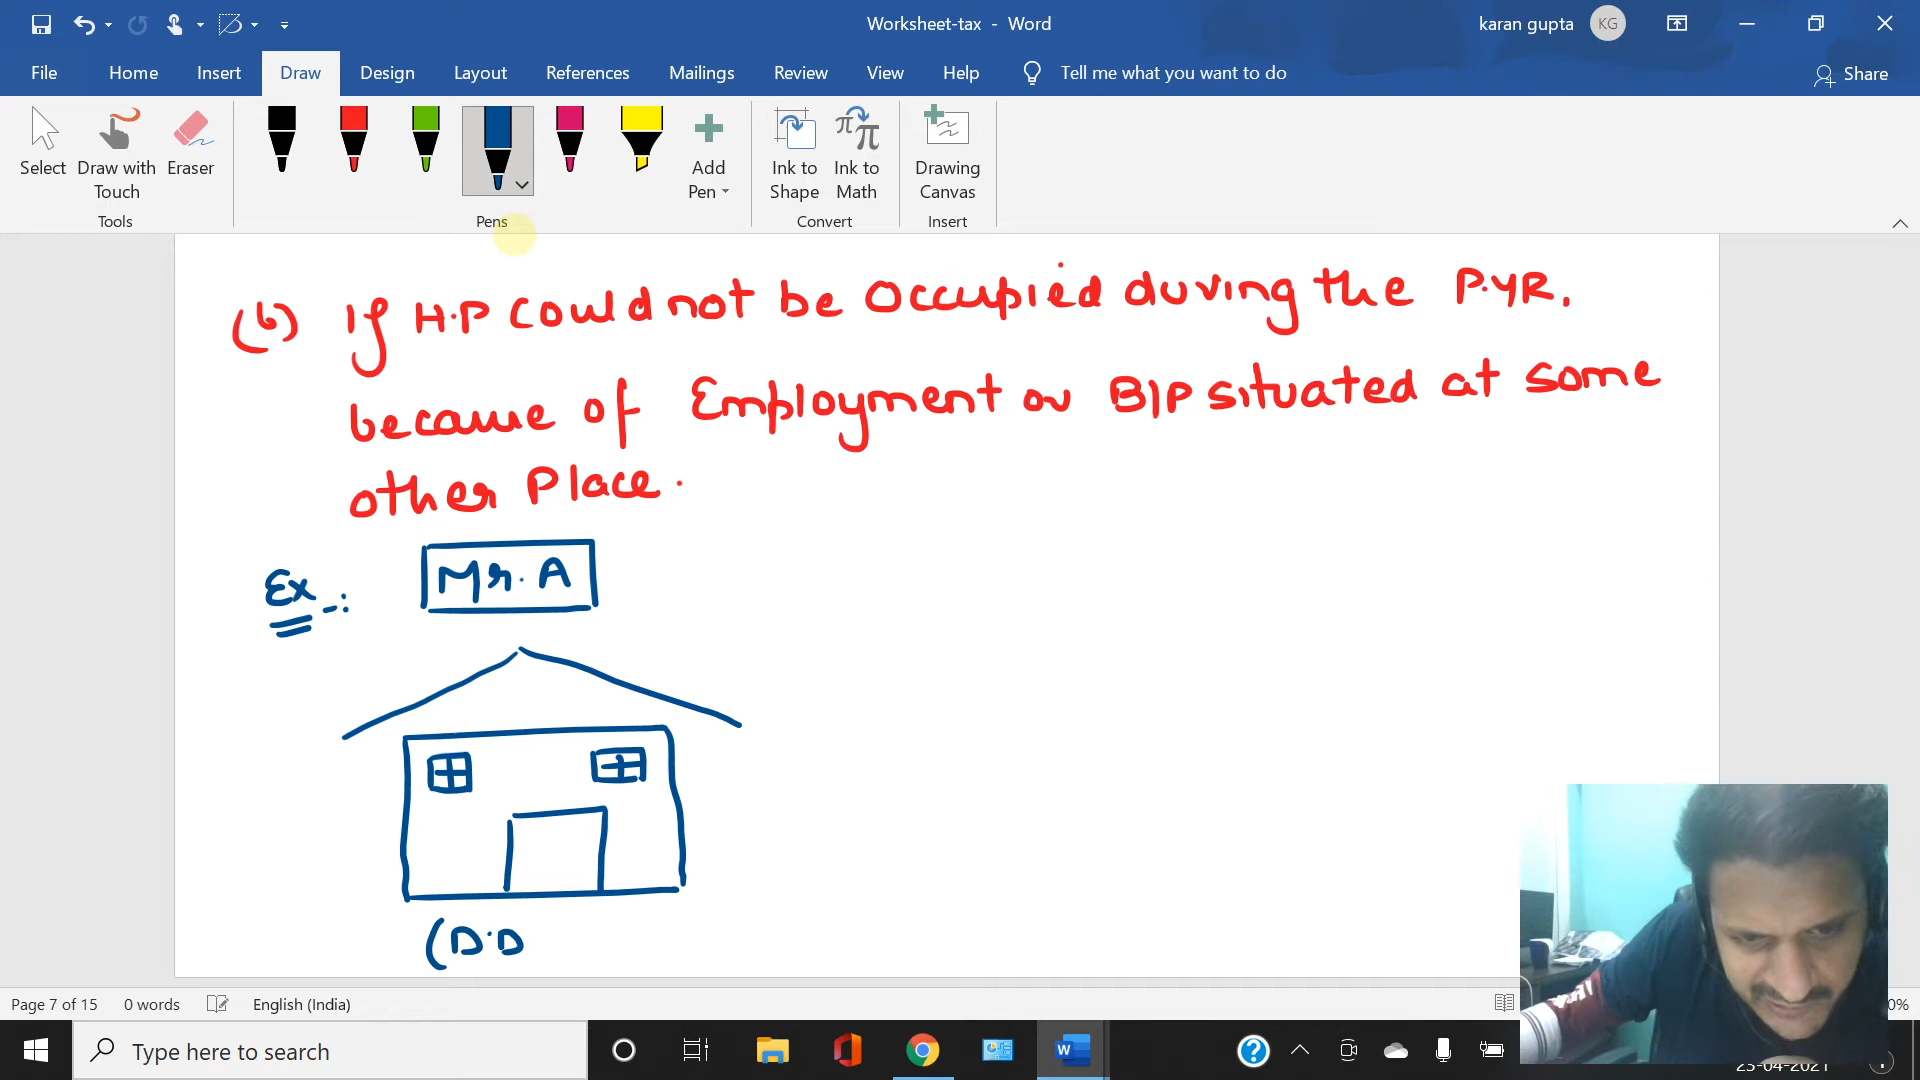 Worksheet-tax - Word
karan gupta
KG
File Home Insert Draw Design Layout References Mailings Review View Help Tell me what you want to do
Share
Select
Draw with Touch
Eraser
Add Pen
Ink to Shape
Ink to Math
Drawing Canvas
Tools Pens Convert Insert
(b) If H.P could not be occupied during the P.YR.
because of Employment or B/P situated at some
other Place.
Ex -: Mr. A
(D.D
Page 7 of 15 0 words English (India)
0%
Type here to search